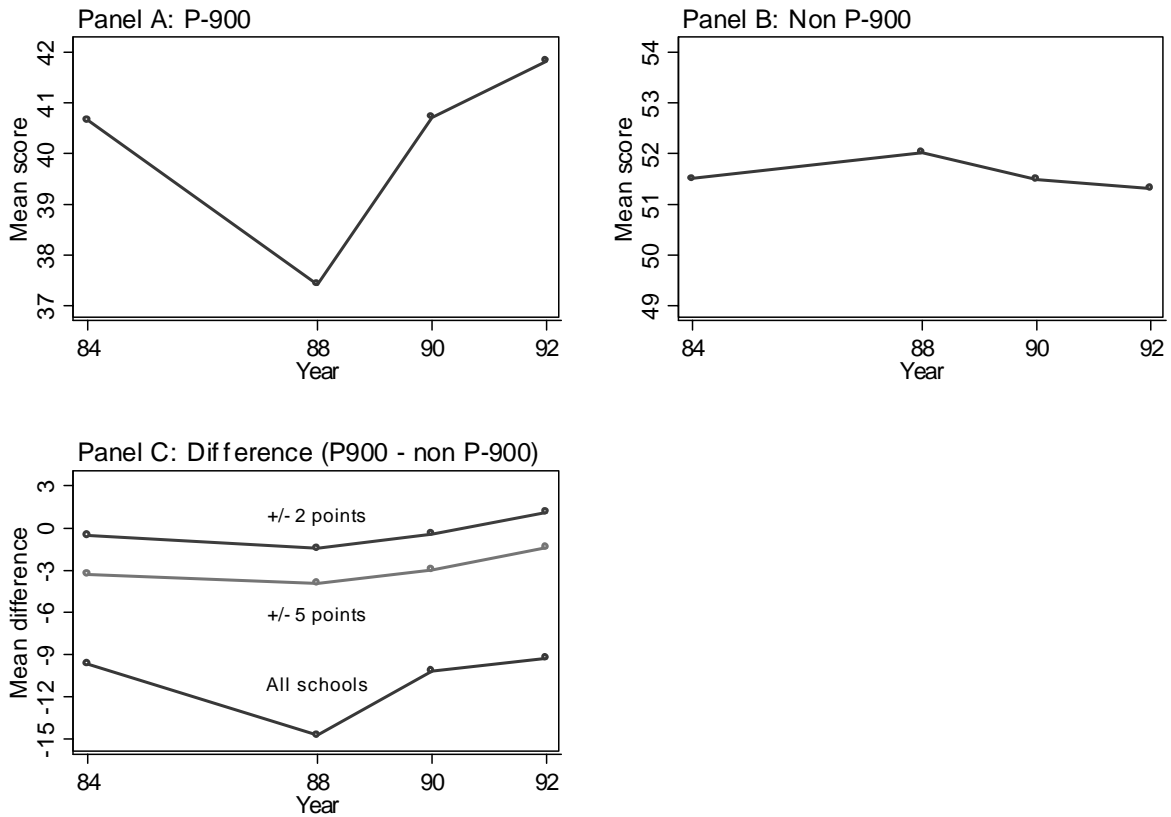 Panel A: P-900
Mean score
42
41
40
39
38
37
84 88 90 92
Year
Panel B: Non P-900
Mean score
54
53
52
51
50
49
84 88 90 92
Year
Panel C: Difference (P900 - non P-900)
Mean difference
3
0
-3
-6
-9
-12
-15
+/- 2 points
+/- 5 points
All schools
84 88 90 92
Year